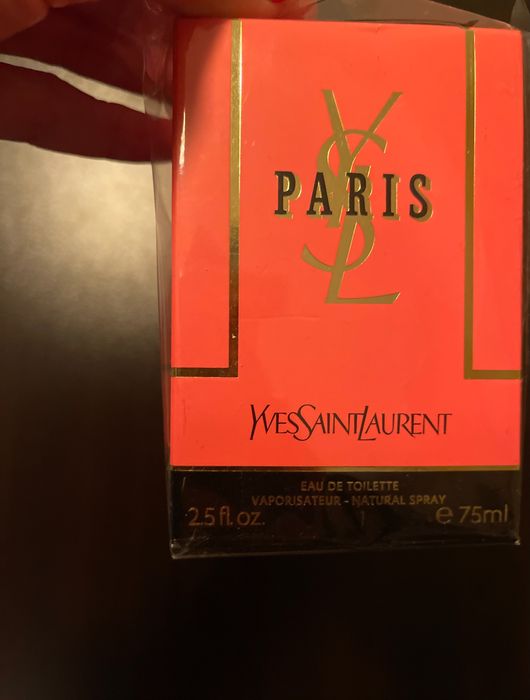 YSL
PARIS
YVESSAINTLAURENT
EAU DE TOILETTE
VAPORISATEUR - NATURAL SPRAY
2.5 fl. oz. e 75ml